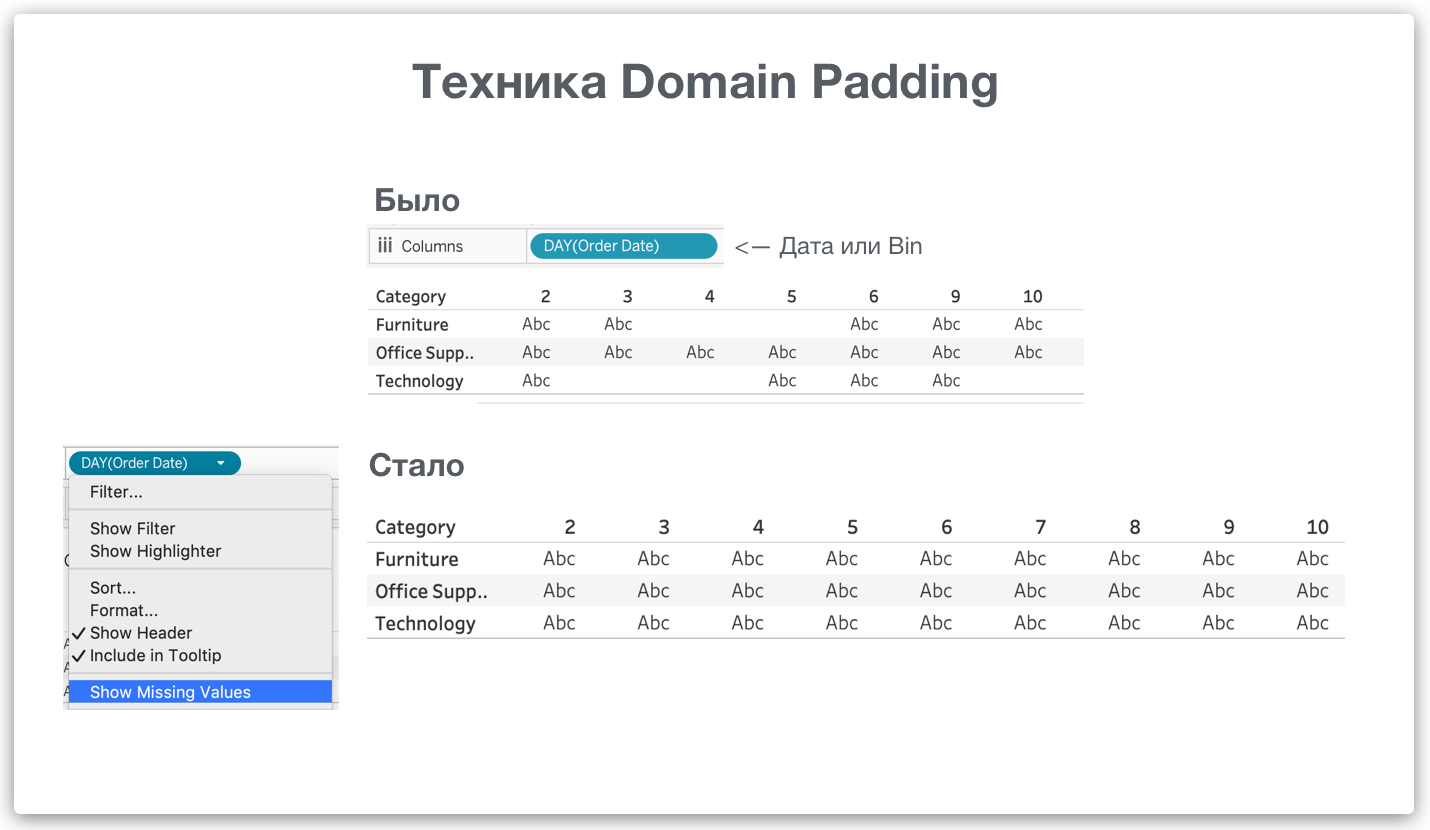 Техника Domain Padding
Было
iii Columns DAY(Order Date) <— Дата или Bin
Category 2 3 4 5 6 9 10
Furniture Abc Abc Abc Abc Abc
Office Supp.. Abc Abc Abc Abc Abc Abc Abc
Technology Abc Abc Abc Abc
DAY(Order Date)
Filter...
Show Filter
Show Highlighter
Sort...
Format...
✓ Show Header
✓ Include in Tooltip
Show Missing Values
Стало
Category 2 3 4 5 6 7 8 9 10
Furniture Abc Abc Abc Abc Abc Abc Abc Abc Abc
Office Supp.. Abc Abc Abc Abc Abc Abc Abc Abc Abc
Technology Abc Abc Abc Abc Abc Abc Abc Abc Abc